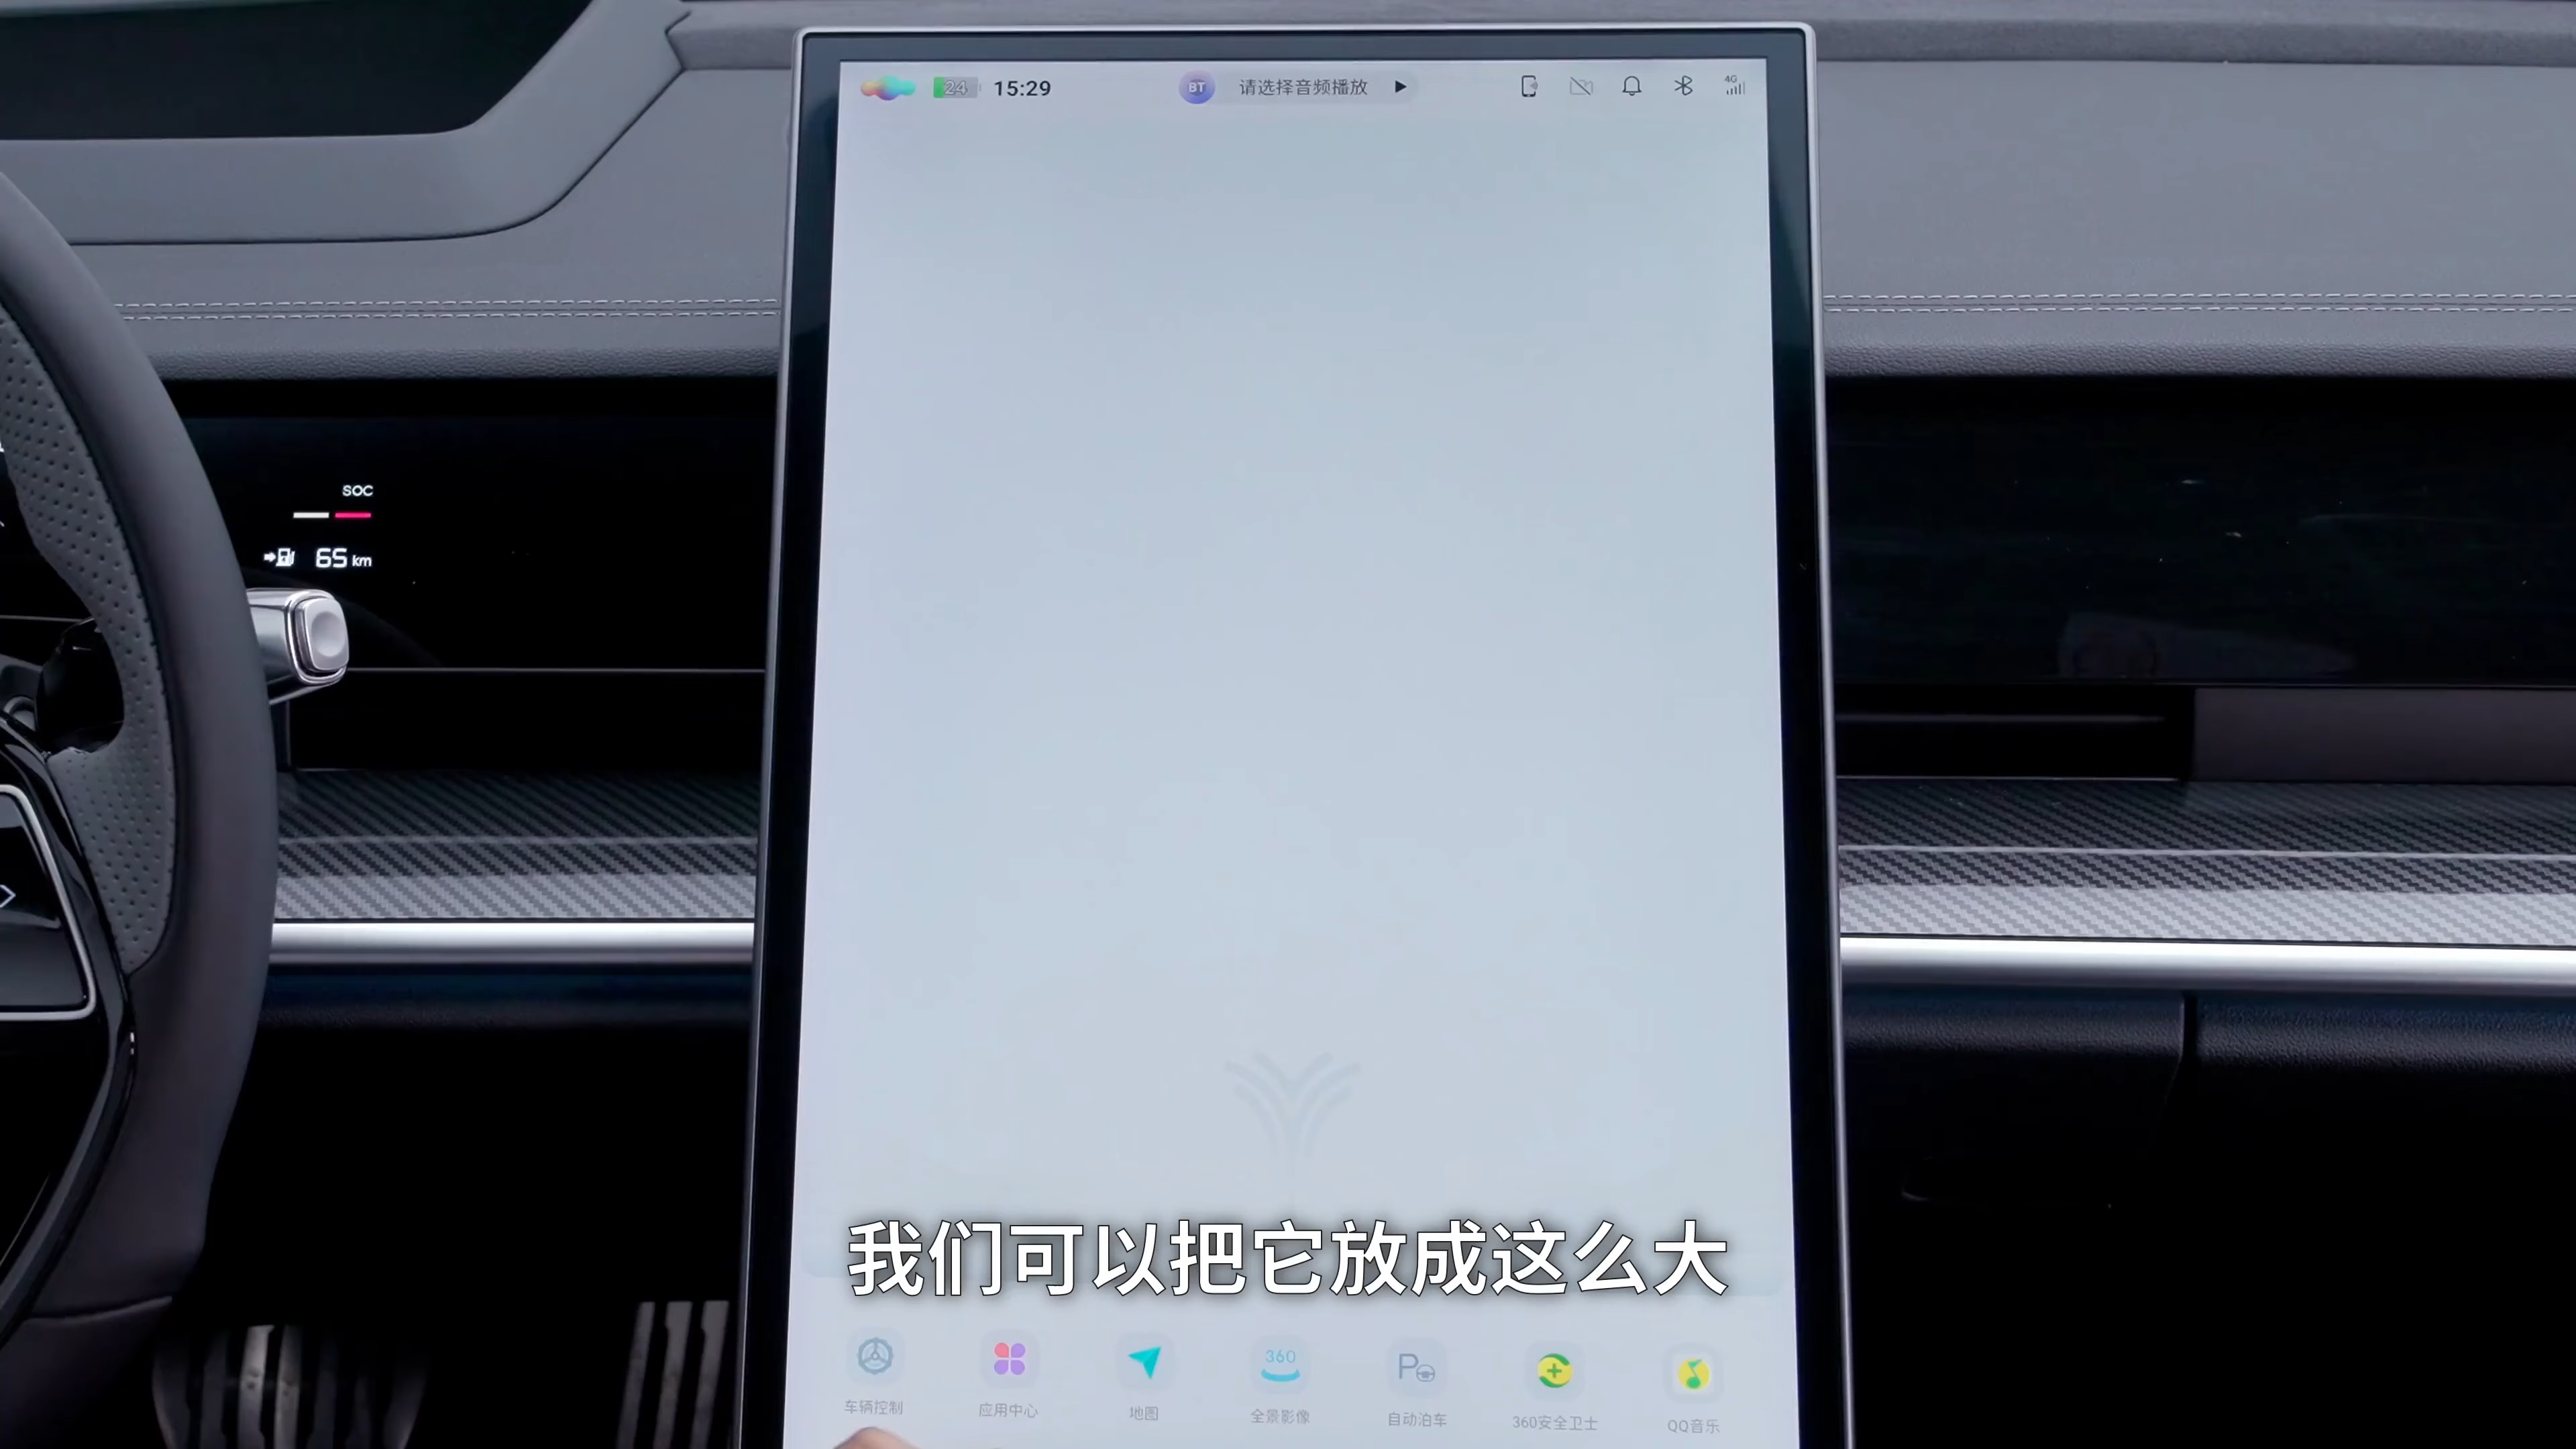 24 15:29 BT 请选择音频播放 4G
SOC
65 km
我们可以把它放成这么大
360 P
车辆控制 应用中心 地图 全景影像 自动泊车 360安全卫士 QQ音乐